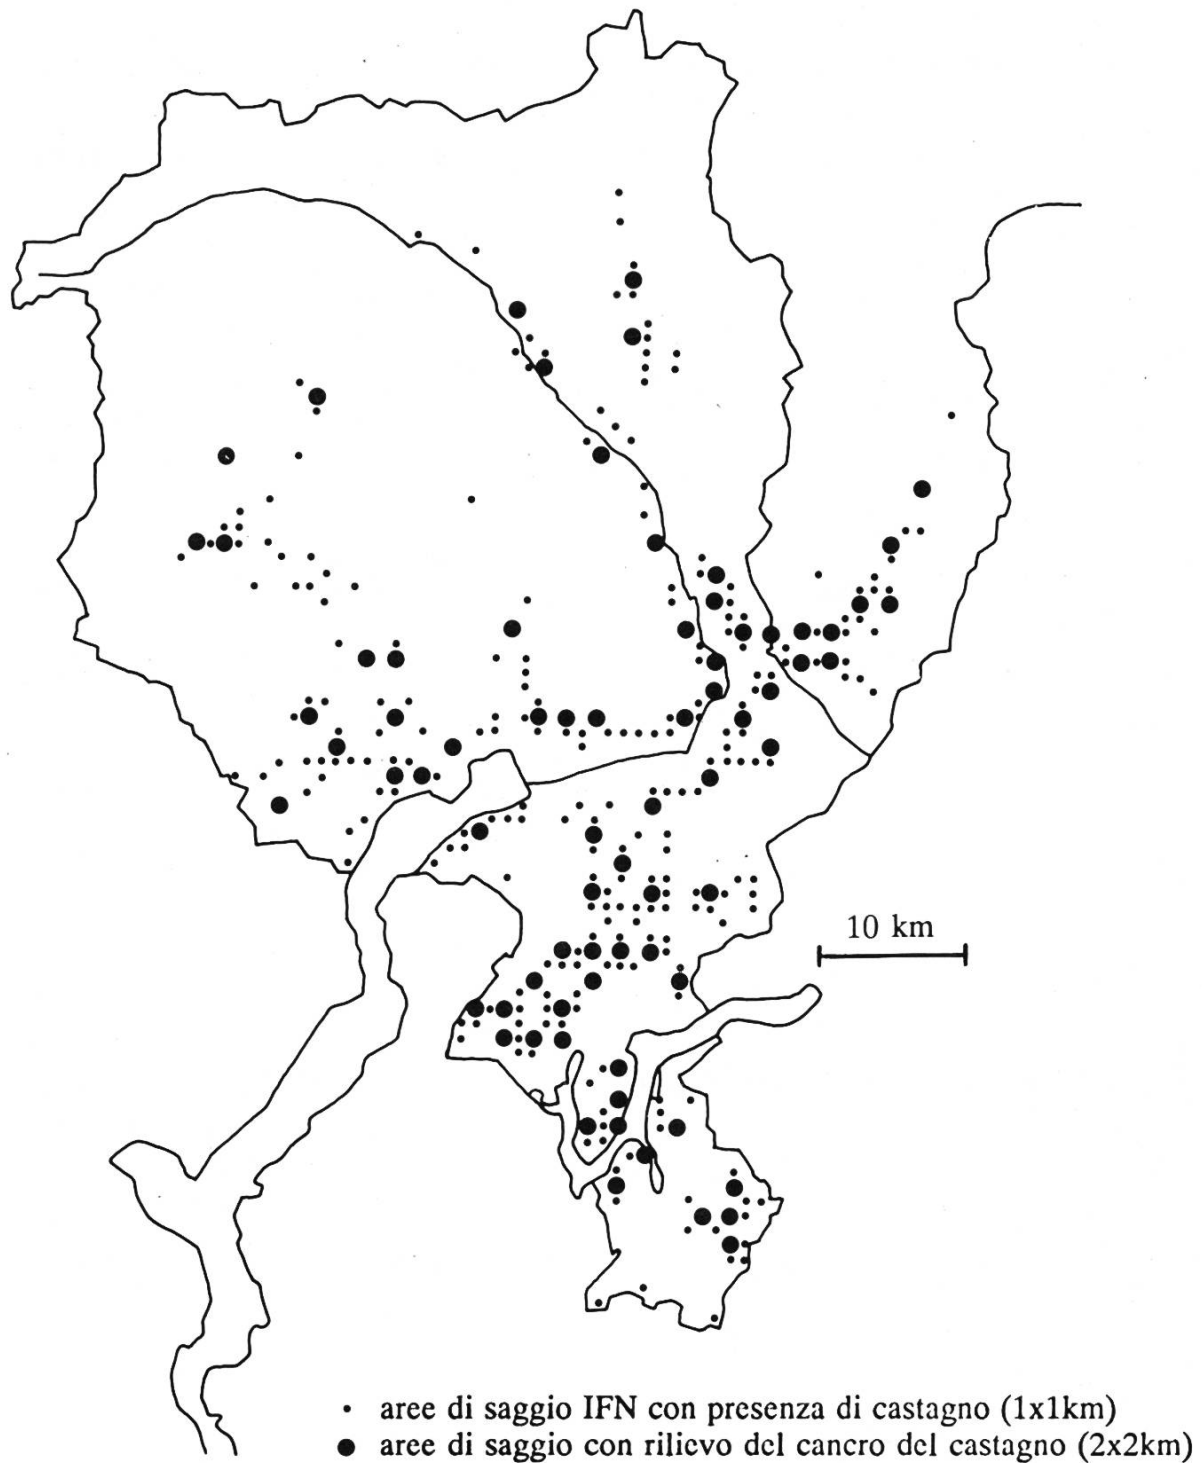 10 km
• aree di saggio IFN con presenza di castagno (1x1km)
● aree di saggio con rilievo del cancro del castagno (2x2km)